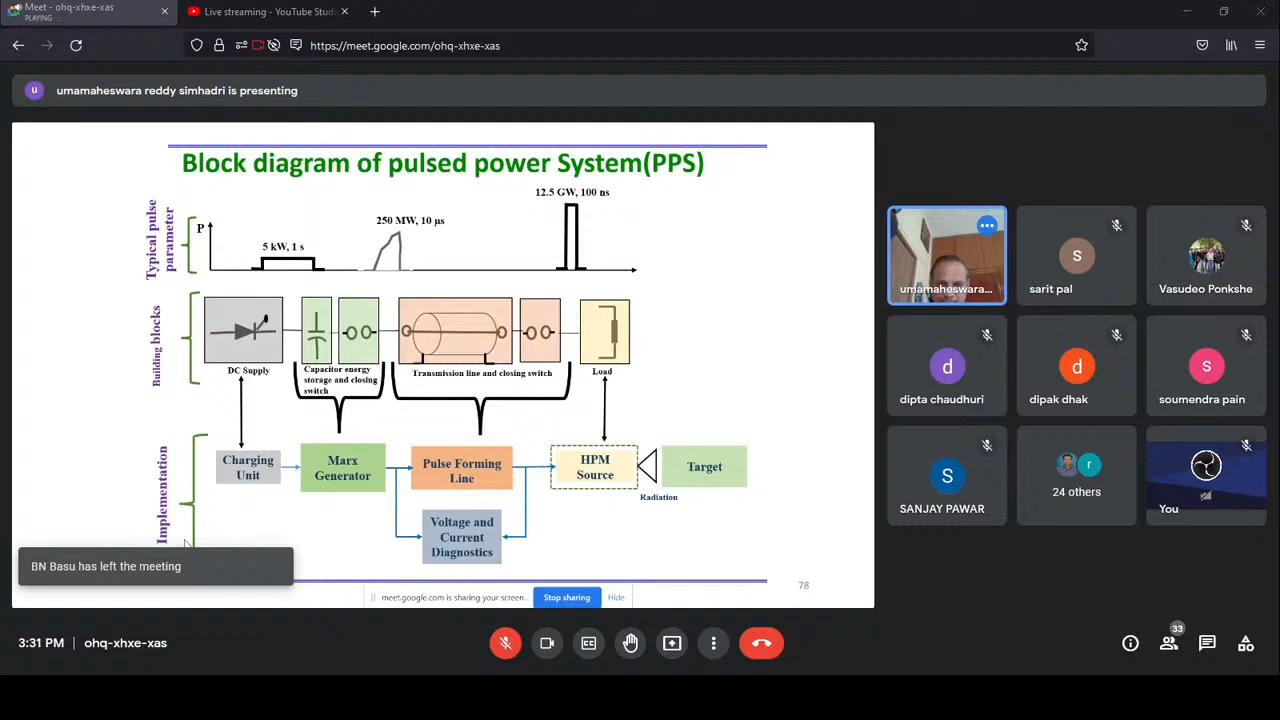 Meet - ohq-xhxe-xas
PLAYING
Live streaming - YouTube Studi
https://meet.google.com/ohq-xhxe-xas
u
umamaheswara reddy simhadri is presenting
Block diagram of pulsed power System(PPS)
Typical pulse
parameter
P
5 kW, 1 s
250 MW, 10 µs
12.5 GW, 100 ns
Building blocks
DC Supply
Capacitor energy
storage and closing
switch
Transmission line and closing switch
Load
Implementation
Charging
Unit
Marx
Generator
Pulse Forming
Line
HPM
Source
Target
Radiation
Voltage and
Current
Diagnostics
BN Basu has left the meeting
78
meet.google.com is sharing your screen.
Stop sharing
Hide
umamaheswara...
S
sarit pal
Vasudeo Ponkshe
d
dipta chaudhuri
d
dipak dhak
s
soumendra pain
S
SANJAY PAWAR
r
24 others
You
3:31 PM | ohq-xhxe-xas
CC
33